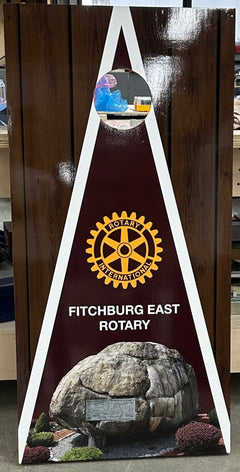 ROTARY
INTERNATIONAL
FITCHBURG EAST
ROTARY